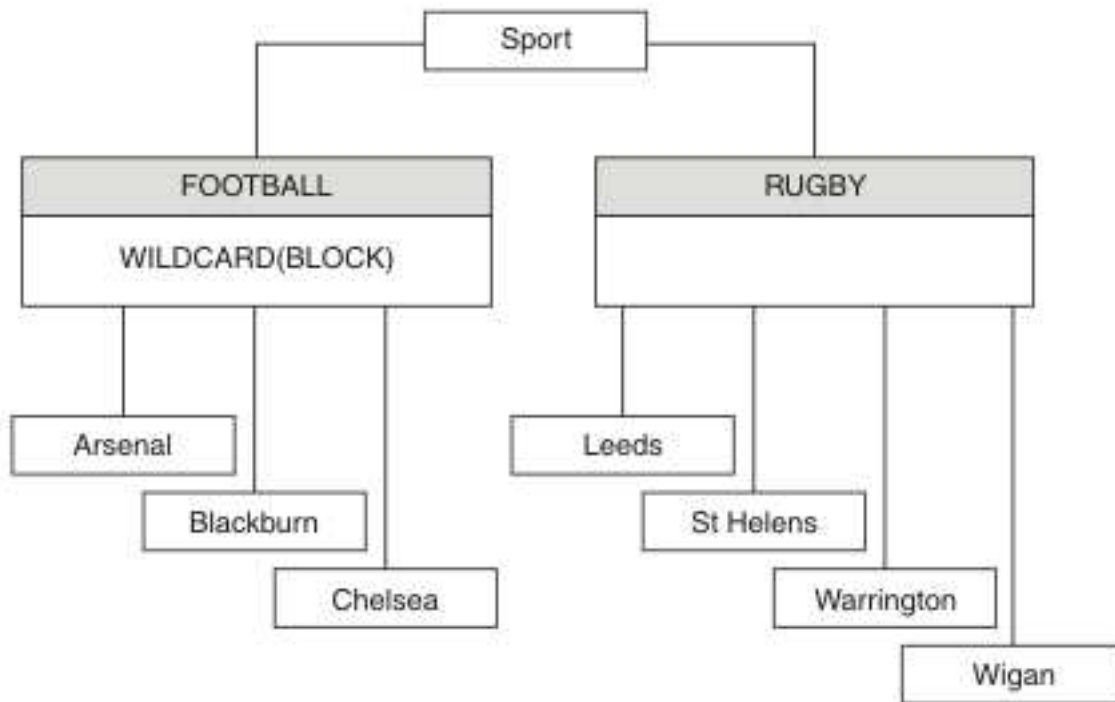 Sport
FOOTBALL
RUGBY
WILDCARD(BLOCK)
Arsenal
Leeds
Blackburn
St Helens
Chelsea
Warrington
Wigan